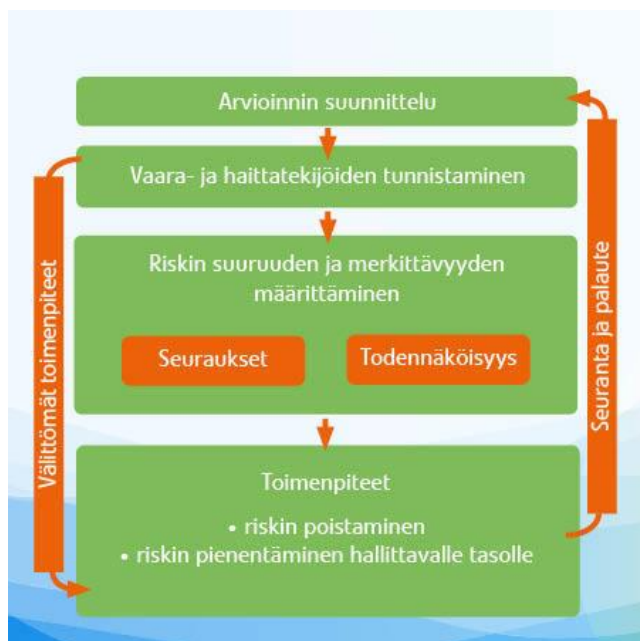 Arvioinnin suunnittelu
Vaara- ja haittatekijöiden tunnistaminen
Riskin suuruuden ja merkittävyyden
määrittäminen
Seuraukset
Todennäköisyys
Toimenpiteet
• riskin poistaminen
• riskin pienentäminen hallittavalle tasolle
Välittömät toimenpiteet
Seuranta ja palaute